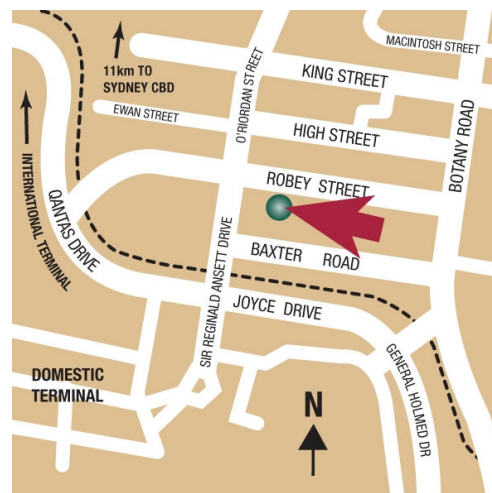 MACINTOSH STREET
11km TO
SYDNEY CBD
KING STREET
O'RIORDAN STREET
EWAN STREET
HIGH STREET
BOTANY ROAD
INTERNATIONAL TERMINAL
QANTAS DRIVE
ROBEY STREET
BAXTER ROAD
SIR REGINALD ANSETT DRIVE
JOYCE DRIVE
GENERAL HOLMED DR
DOMESTIC
TERMINAL
N